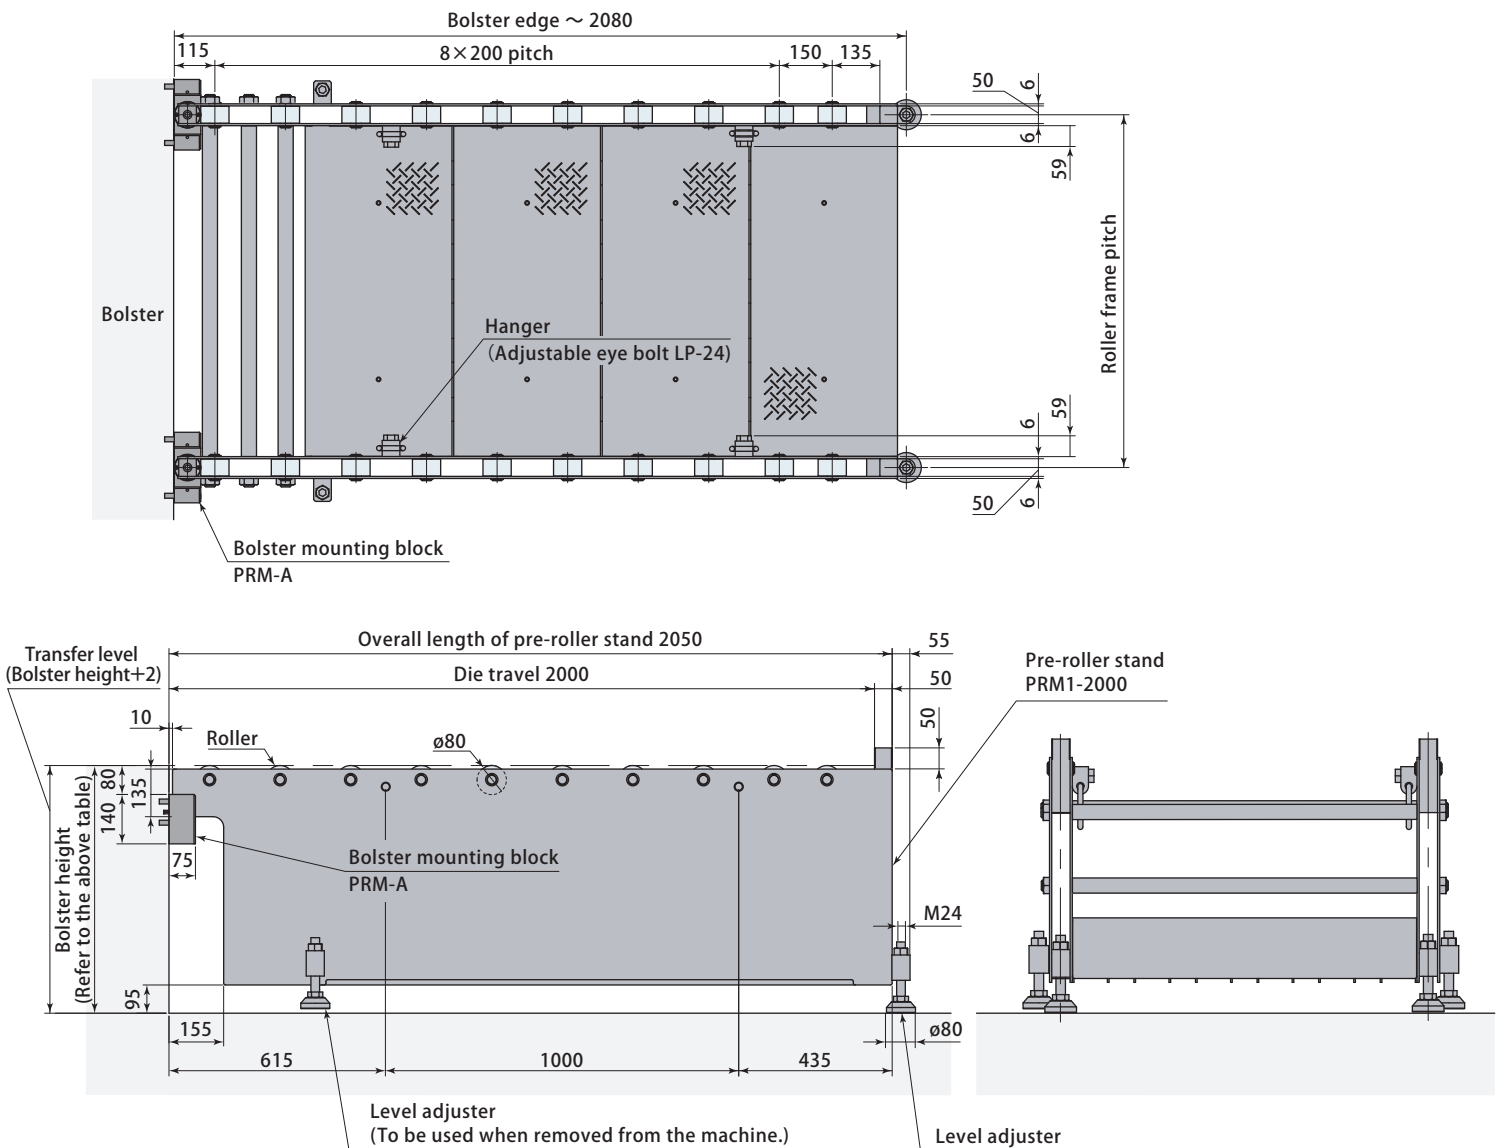 Bolster edge ～ 2080
115
8×200 pitch
150
135
50
6
6
59
Bolster
Roller frame pitch
Hanger
(Adjustable eye bolt LP-24)
59
6
50
6
Bolster mounting block
PRM-A
Overall length of pre-roller stand 2050
55
Transfer level
(Bolster height+2)
Die travel 2000
50
Pre-roller stand
PRM1-2000
10
Roller
ø80
50
80
135
140
75
Bolster mounting block
PRM-A
Bolster height
(Refer to the above table)
M24
95
155
ø80
615
1000
435
Level adjuster
(To be used when removed from the machine.)
Level adjuster